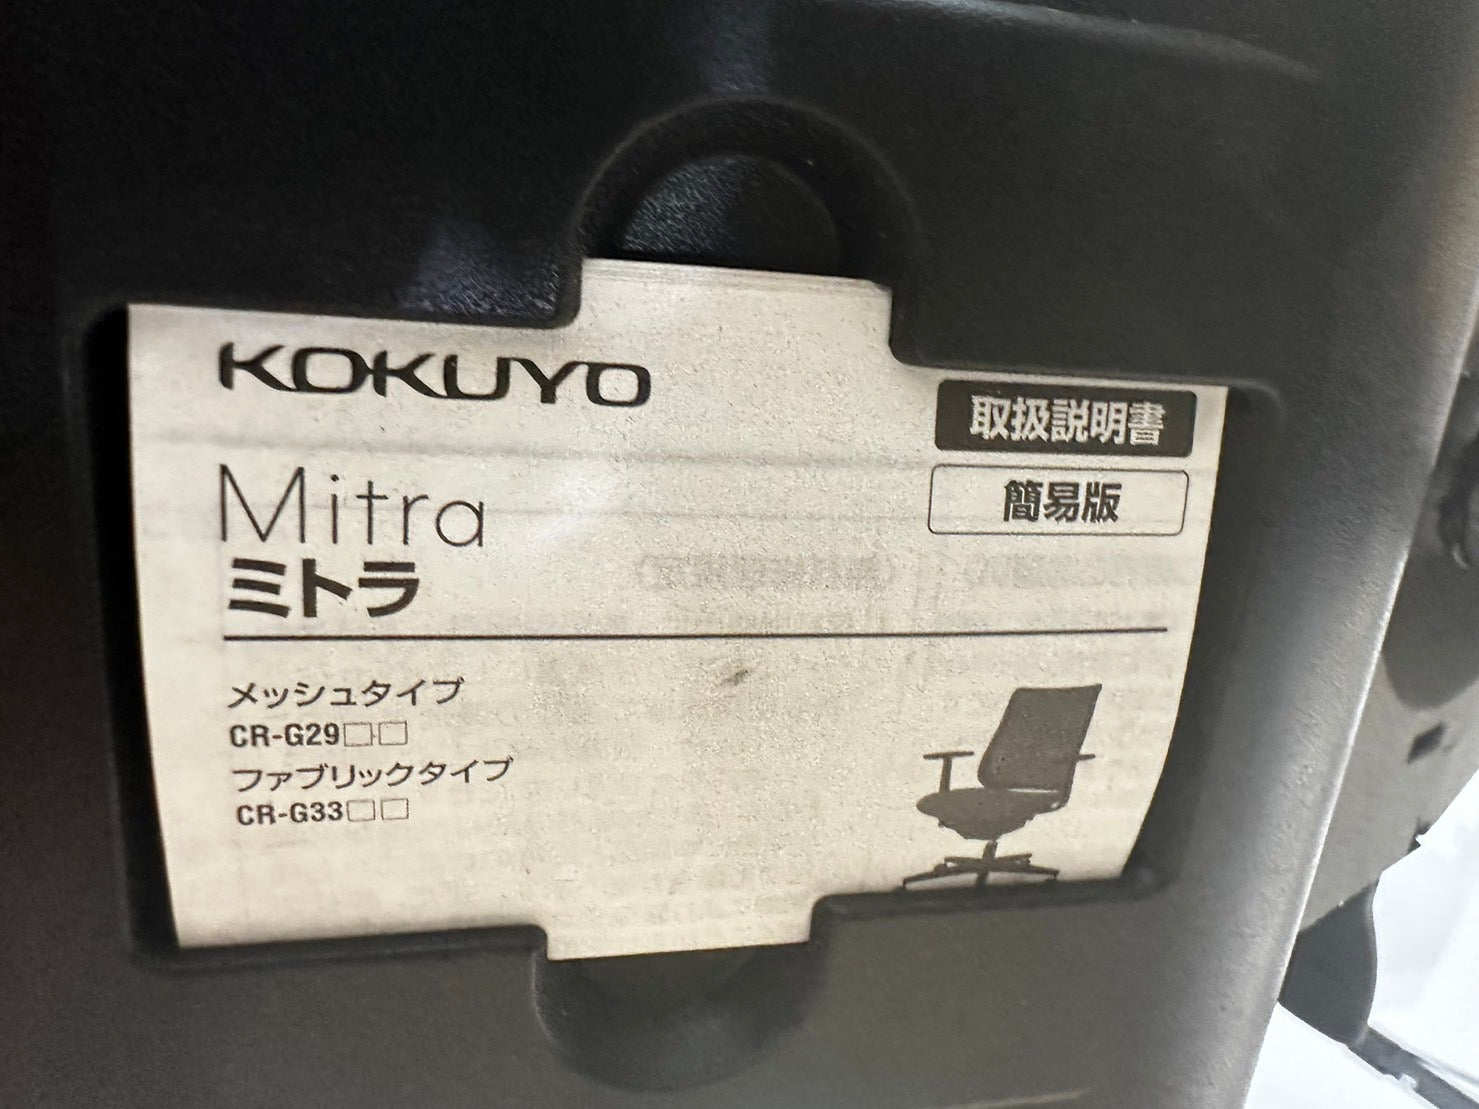 KOKUYO
取扱説明書
簡易版
Mitra
ミトラ
メッシュタイプ
CR-G29□□
ファブリックタイプ
CR-G33□□